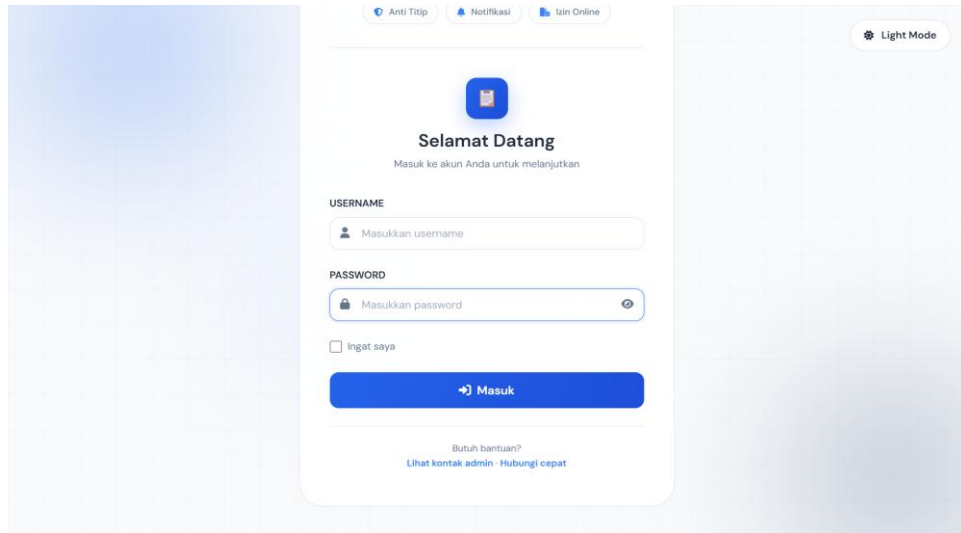 Anti Titip
Notifikasi
Izin Online
Light Mode
Selamat Datang
Masuk ke akun Anda untuk melanjutkan
USERNAME
Masukkan username
PASSWORD
Masukkan password
Ingat saya
Masuk
Butuh bantuan?
Lihat kontak admin · Hubungi cepat